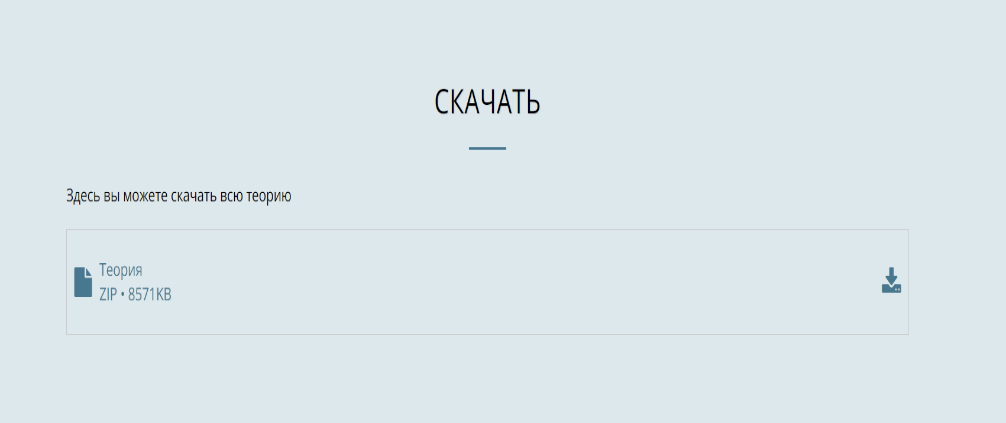 СКАЧАТЬ
Здесь вы можете скачать всю теорию
Теория
ZIP • 8571KB